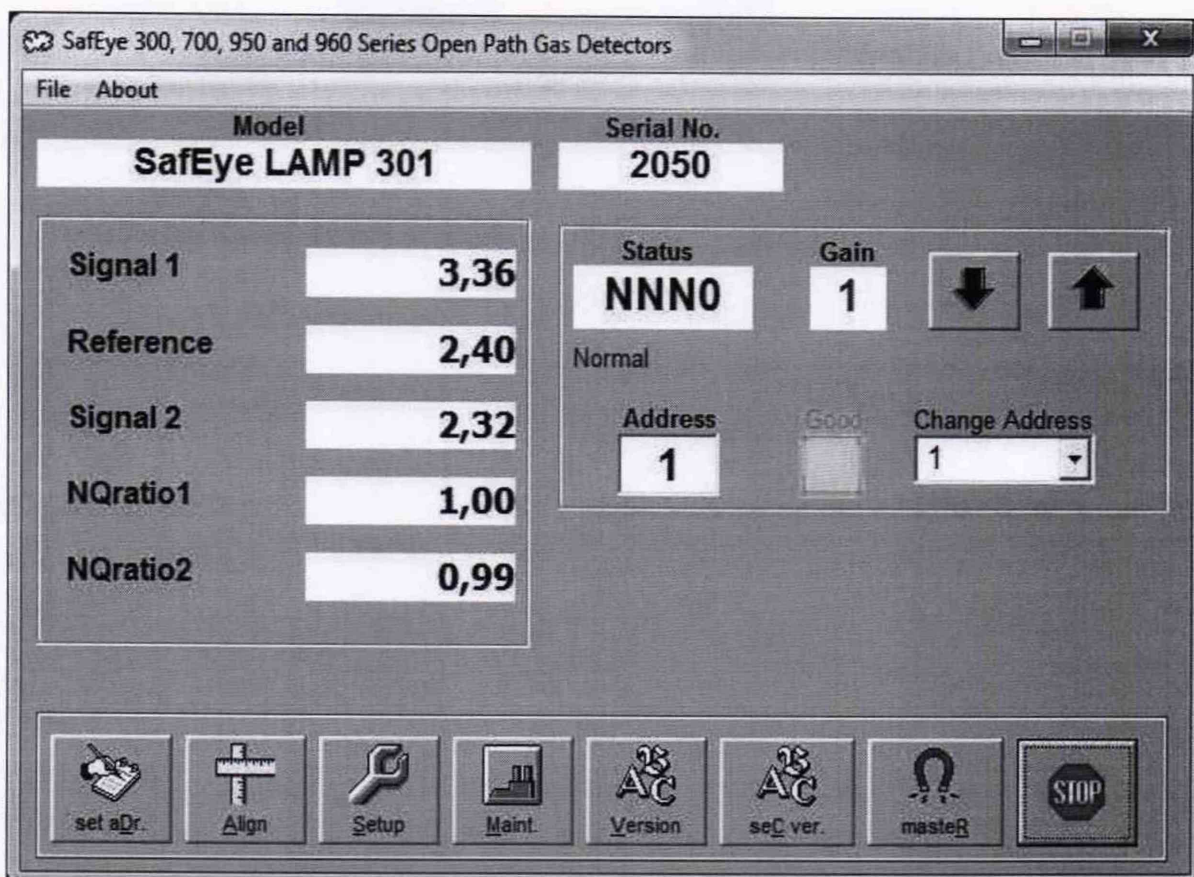 SafEye 300, 700, 950 and 960 Series Open Path Gas Detectors
File About
Model
SafEye LAMP 301
Serial No.
2050
Signal 1 3,36
Reference 2,40
Signal 2 2,32
NQratio1 1,00
NQratio2 0,99
Status
NNN0
Gain
1
Normal
Address
1
Good
Change Address
1
set aDr.
Align
Setup
Maint.
Version
seC ver.
masteR
STOP